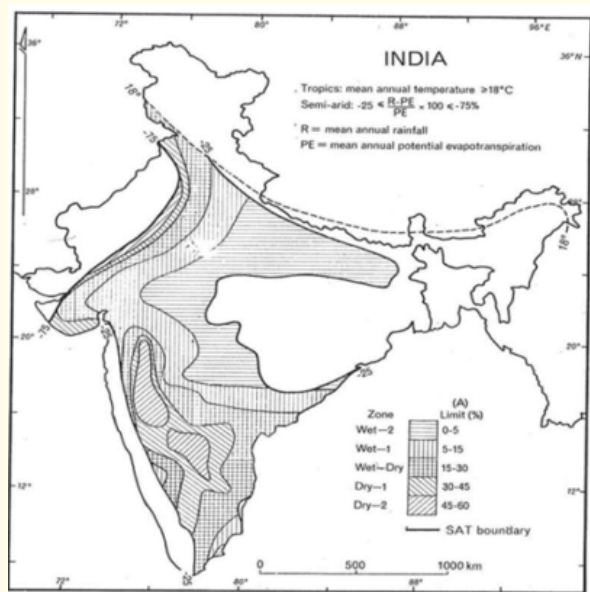 72° 80° 88° 96°E
36° 36°N
INDIA
Tropics: mean annual temperature ≥18°C
Semi-arid: -25 ≤ R-PE/PE × 100 ≤ -75%
R = mean annual rainfall
PE = mean annual potential evapotranspiration
18°
-75
-25
28° 28°
18°
-75
-25
20° 20°
-25
(A)
Zone Limit (%)
Wet—2 0-5
Wet—1 5-15
Wet-Dry 15-30
Dry—1 30-45
Dry—2 45-60
12° 12°
SAT boundary
0 500 1000 km
72° 80° 88°